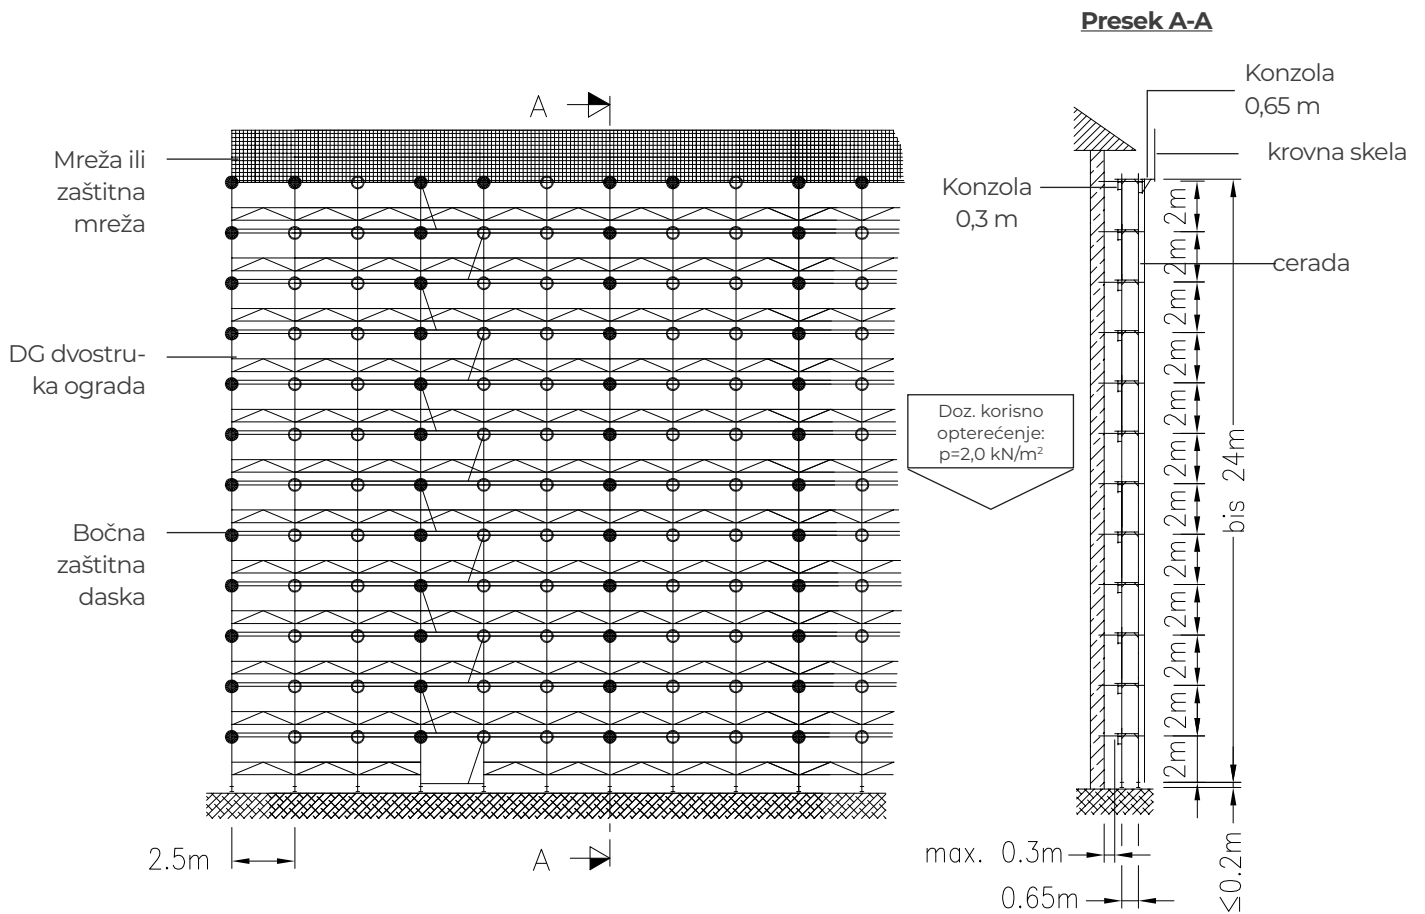 Presek A-A
Konzola
0,65 m
krovna skela
Konzola
0,3 m
cerada
A
Mreža ili
zaštitna
mreža
DG dvostru-
ka ograda
Bočna
zaštitna
daska
Doz. korisno
opterećenje:
p=2,0 kN/m²
2m
2m
2m
2m
2m
2m
2m
2m
2m
2m
2m
2m
bis 24m
≤0.2m
2.5m
A
max. 0.3m
0.65m